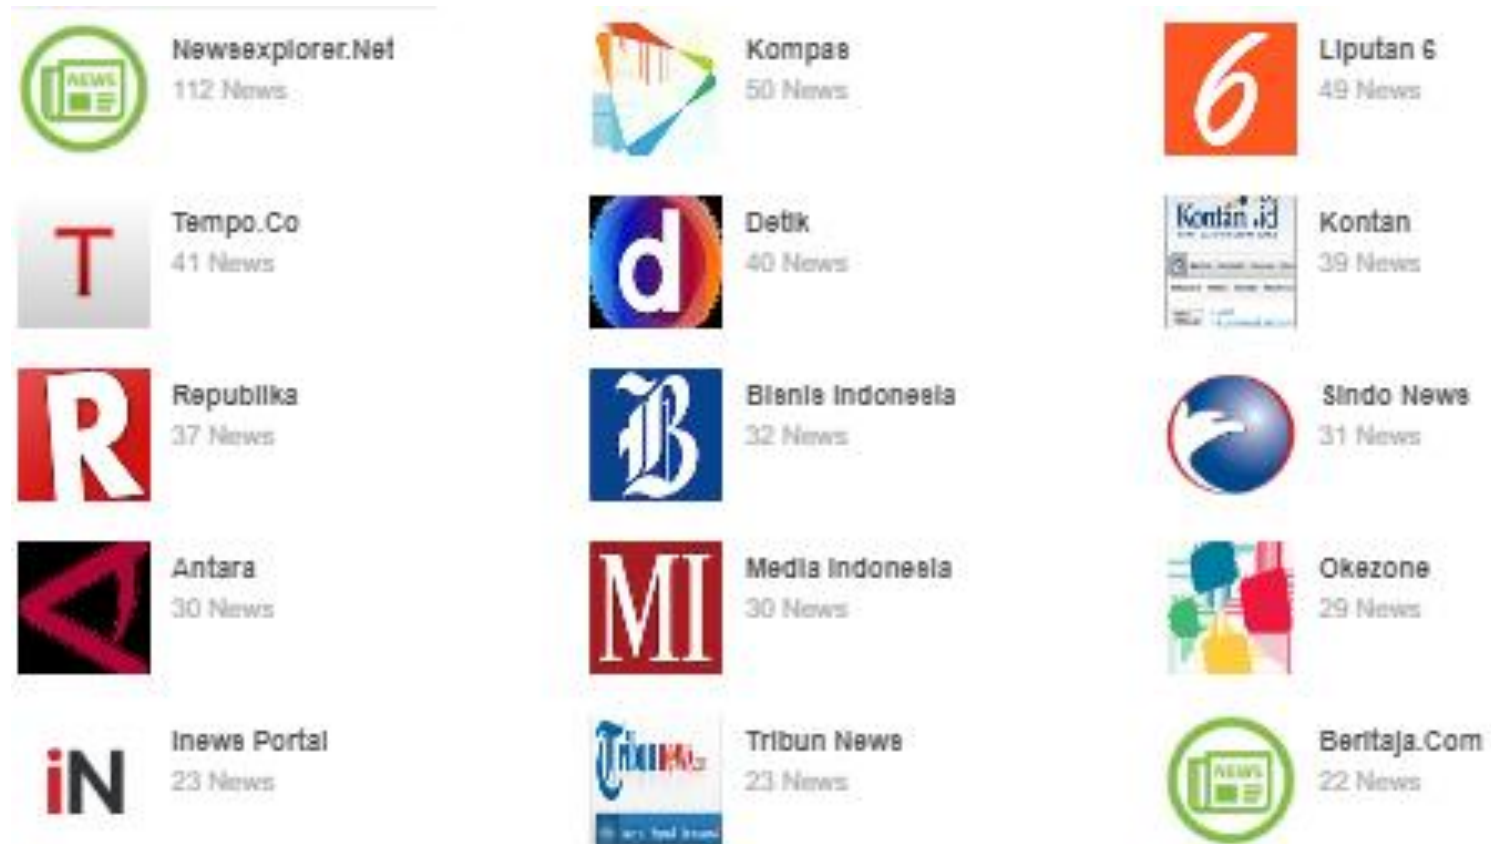 Newsexplorer.Net
112 News
Kompas
50 News
6
Liputan 6
49 News
T
Tempo.Co
41 News
d
Detik
40 News
Kontan.id
Kontan
39 News
R
Republika
37 News
B
Bisnis Indonesia
32 News
Sindo News
31 News
Antara
30 News
MI
Media Indonesia
30 News
Okezone
29 News
iN
Inews Portal
23 News
Tribunnews
Tribun News
23 News
NEWS
Beritaja.Com
22 News